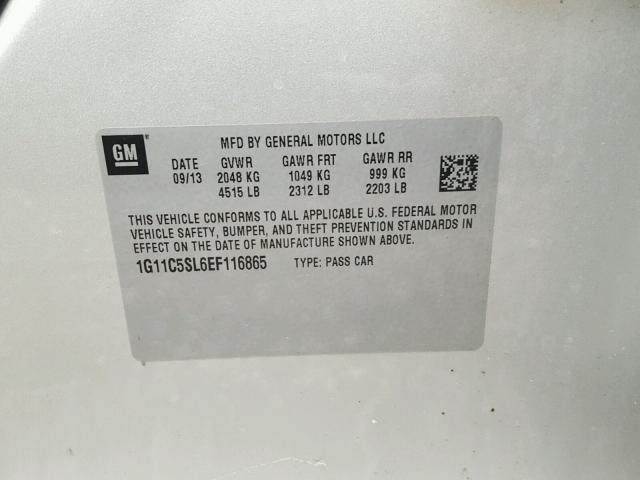 GM
MFD BY GENERAL MOTORS LLC
DATE GVWR GAWR FRT GAWR RR
09/13 2048 KG 1049 KG 999 KG
4515 LB 2312 LB 2203 LB
THIS VEHICLE CONFORMS TO ALL APPLICABLE U.S. FEDERAL MOTOR
VEHICLE SAFETY, BUMPER, AND THEFT PREVENTION STANDARDS IN
EFFECT ON THE DATE OF MANUFACTURE SHOWN ABOVE.
1G11C5SL6EF116865 TYPE: PASS CAR